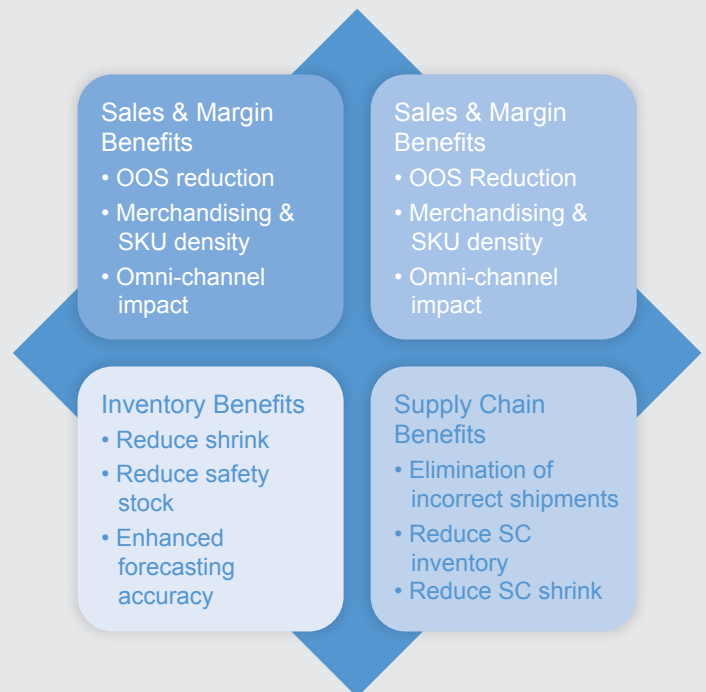 Sales & Margin
Benefits
• OOS reduction
• Merchandising &
SKU density
• Omni-channel
impact
Sales & Margin
Benefits
• OOS Reduction
• Merchandising &
SKU density
• Omni-channel
impact
Inventory Benefits
• Reduce shrink
• Reduce safety
stock
• Enhanced
forecasting
accuracy
Supply Chain
Benefits
• Elimination of
incorrect shipments
• Reduce SC
inventory
• Reduce SC shrink